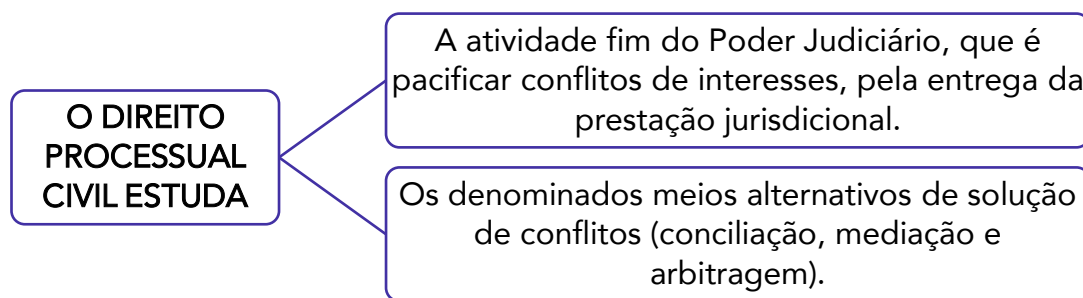 O DIREITO
PROCESSUAL
CIVIL ESTUDA
A atividade fim do Poder Judiciário, que é
pacificar conflitos de interesses, pela entrega da
prestação jurisdicional.
Os denominados meios alternativos de solução
de conflitos (conciliação, mediação e
arbitragem).